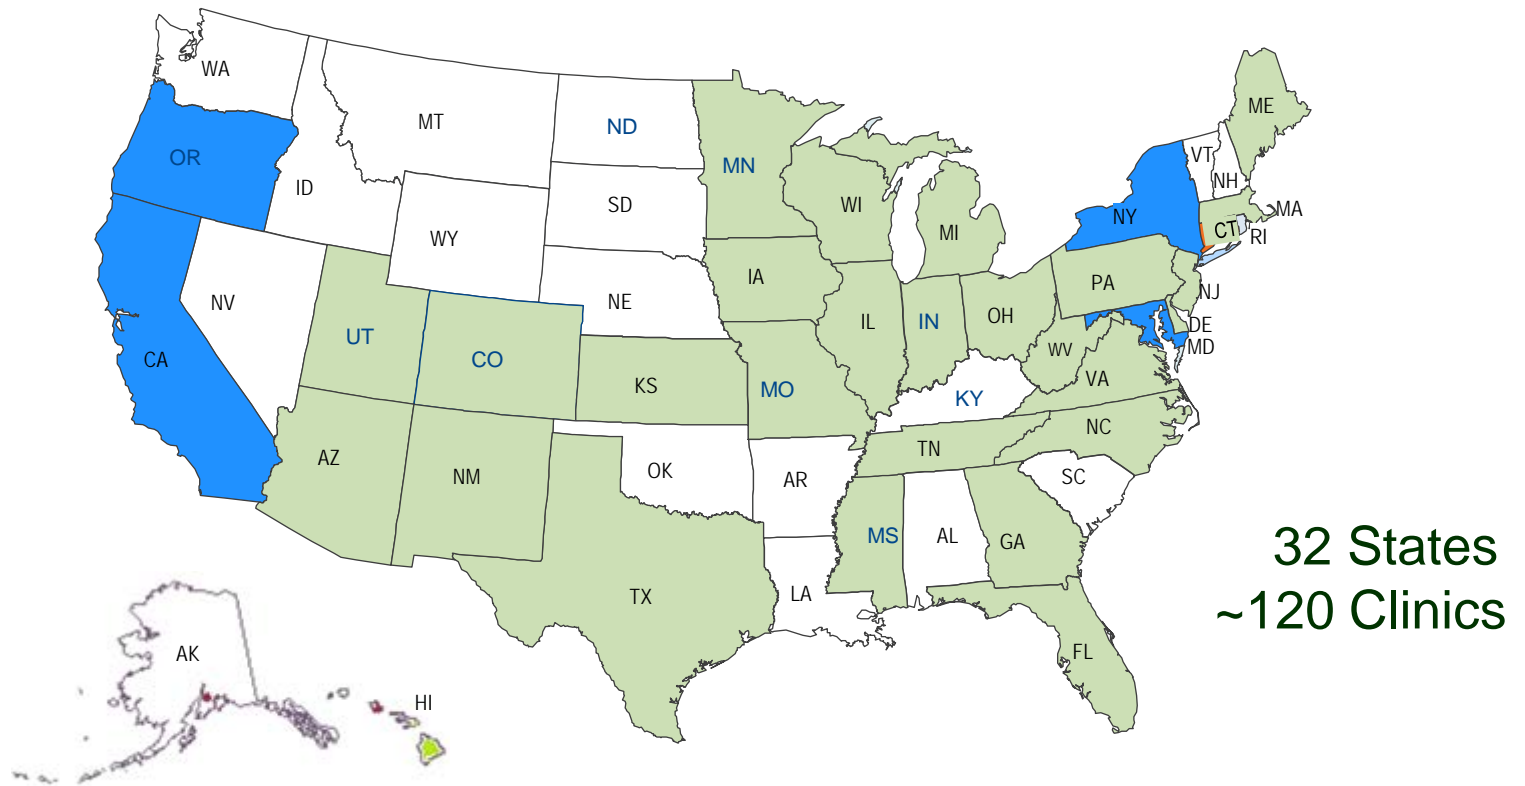 WA
MT
ND
ME
OR
MN
VT
ID
NH
SD
WI
MA
NY
WY
MI
CT
RI
IA
PA
NV
NE
NJ
IL
IN
OH
DE
UT
WV
MD
CO
CA
KS
MO
VA
KY
NC
AZ
TN
NM
OK
AR
SC
MS
AL
GA
32 States
TX
LA
~120 Clinics
AK
FL
HI